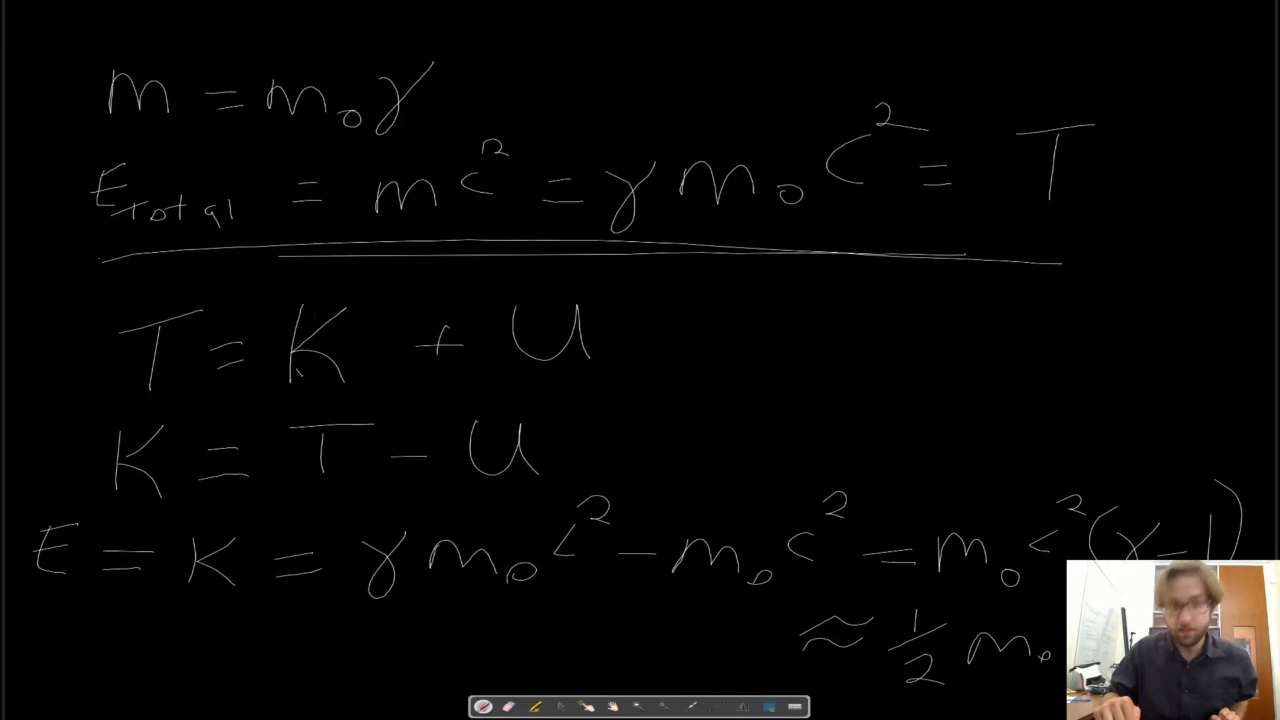 m = m₀γ
E_Total = mc² = γm₀c² = T
T = K + U
K = T − U
E = K = γm₀c² − m₀c² = m₀c²(γ−1)
≈ 1/2 m₀